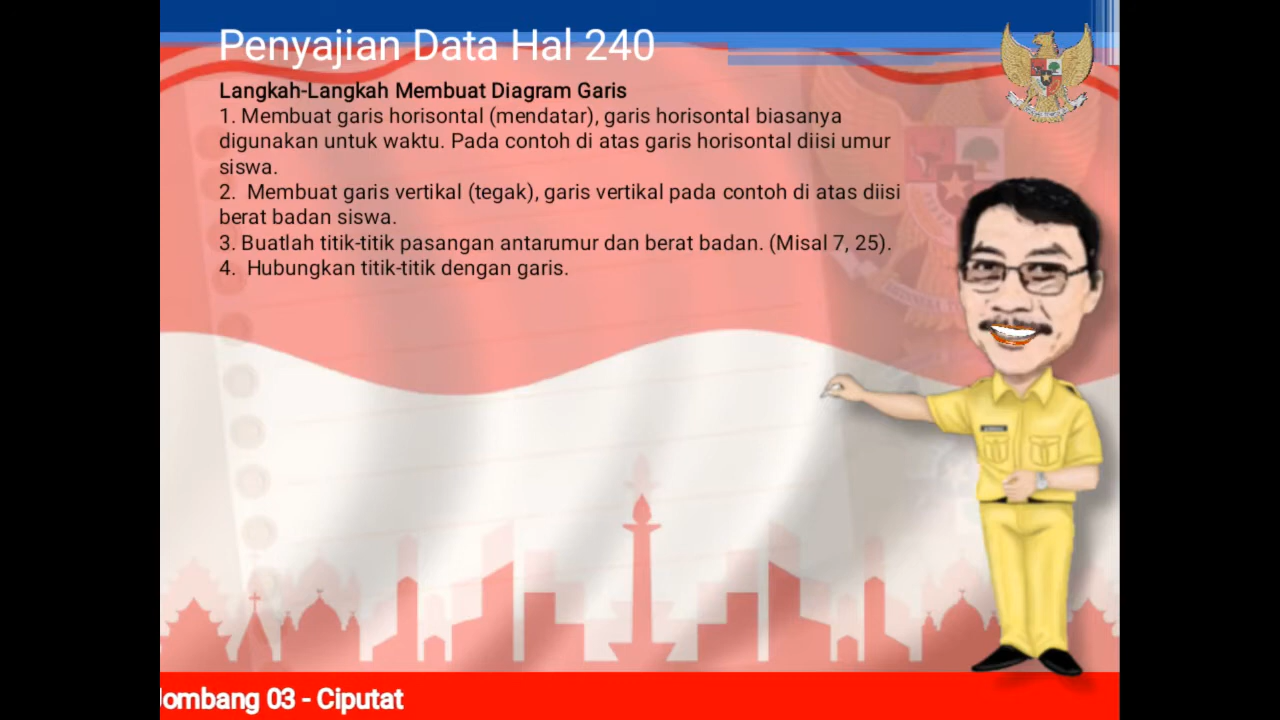 Penyajian Data Hal 240
Langkah-Langkah Membuat Diagram Garis
1. Membuat garis horisontal (mendatar), garis horisontal biasanya
digunakan untuk waktu. Pada contoh di atas garis horisontal diisi umur
siswa.
2. Membuat garis vertikal (tegak), garis vertikal pada contoh di atas diisi
berat badan siswa.
3. Buatlah titik-titik pasangan antarumur dan berat badan. (Misal 7, 25).
4. Hubungkan titik-titik dengan garis.
Jombang 03 - Ciputat